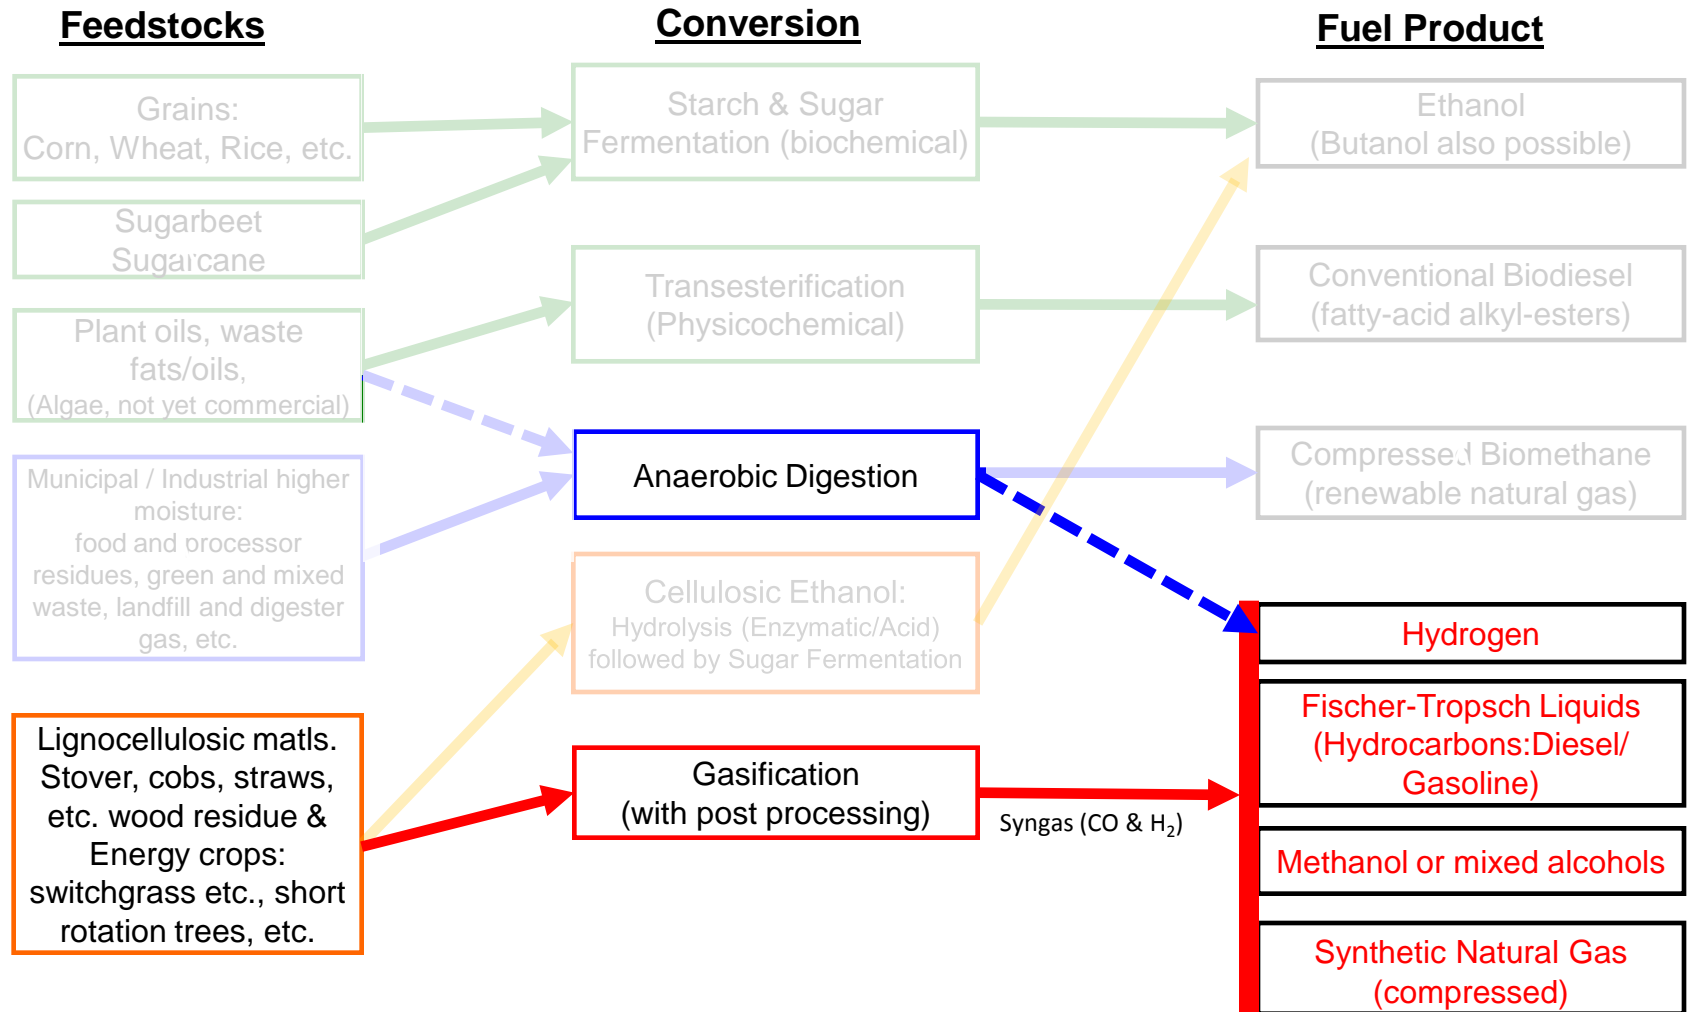 Feedstocks
Conversion
Fuel Product
Grains:
Corn, Wheat, Rice, etc.
Starch & Sugar
Fermentation (biochemical)
Ethanol
(Butanol also possible)
Sugarbeet
Sugarcane
Transesterification
(Physicochemical)
Conventional Biodiesel
(fatty-acid alkyl-esters)
Plant oils, waste
fats/oils,
(Algae, not yet commercial)
Anaerobic Digestion
Compressed Biomethane
(renewable natural gas)
Municipal / Industrial higher
moisture:
food and processor
residues, green and mixed
waste, landfill and digester
gas, etc.
Cellulosic Ethanol:
Hydrolysis (Enzymatic/Acid)
followed by Sugar Fermentation
Hydrogen
Lignocellulosic matls.
Stover, cobs, straws,
etc. wood residue &
Energy crops:
switchgrass etc., short
rotation trees, etc.
Gasification
(with post processing)
Syngas (CO & H₂)
Fischer-Tropsch Liquids
(Hydrocarbons:Diesel/
Gasoline)
Methanol or mixed alcohols
Synthetic Natural Gas
(compressed)